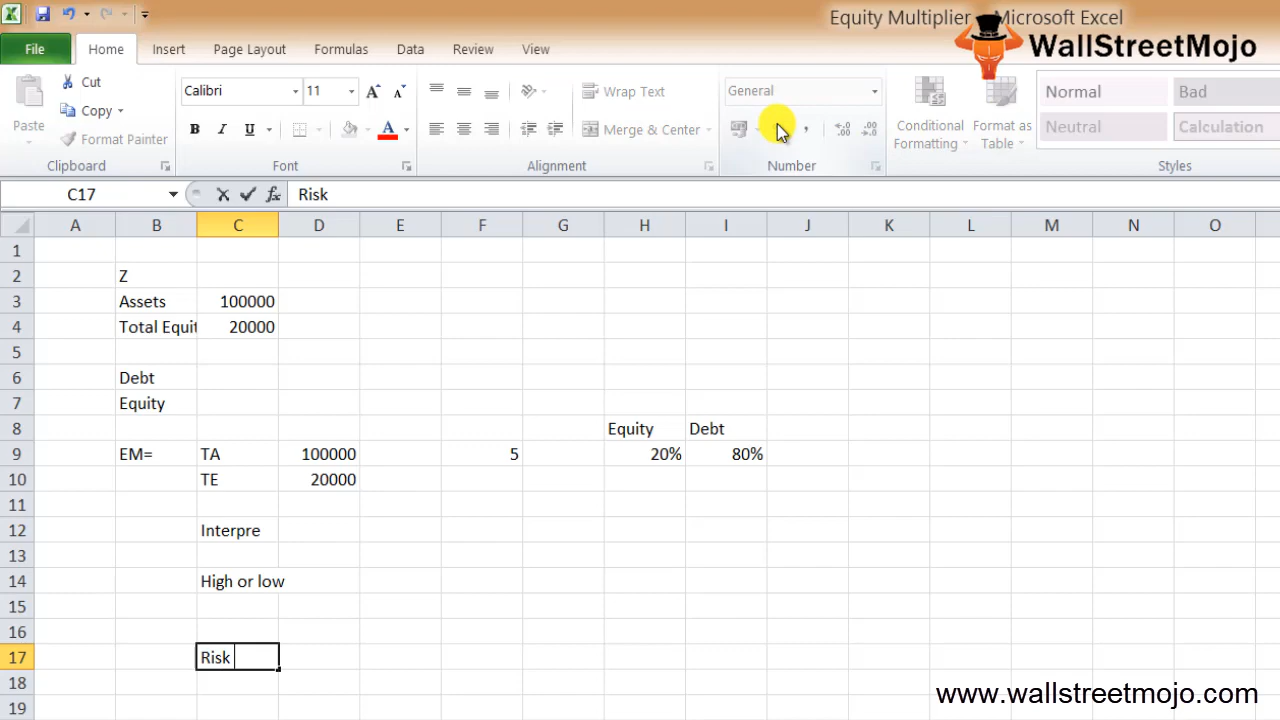 Equity Multiplier - Microsoft Excel
WallStreetMojo
File Home Insert Page Layout Formulas Data Review View
Cut
Copy
Format Painter
Paste
Clipboard
Calibri 11 A A
B I U A
Font
Wrap Text
Merge & Center
Alignment
General
,
Number
Conditional Formatting
Format as Table
Normal Bad
Neutral Calculation
Styles
C17 fx Risk
A B C D E F G H I J K L M N O
1
2 Z
3 Assets 100000
4 Total Equit 20000
5
6 Debt
7 Equity
8 Equity Debt
9 EM= TA 100000 5 20% 80%
10 TE 20000
11
12 Interpre
13
14 High or low
15
16
17 Risk
18
19
www.wallstreetmojo.com